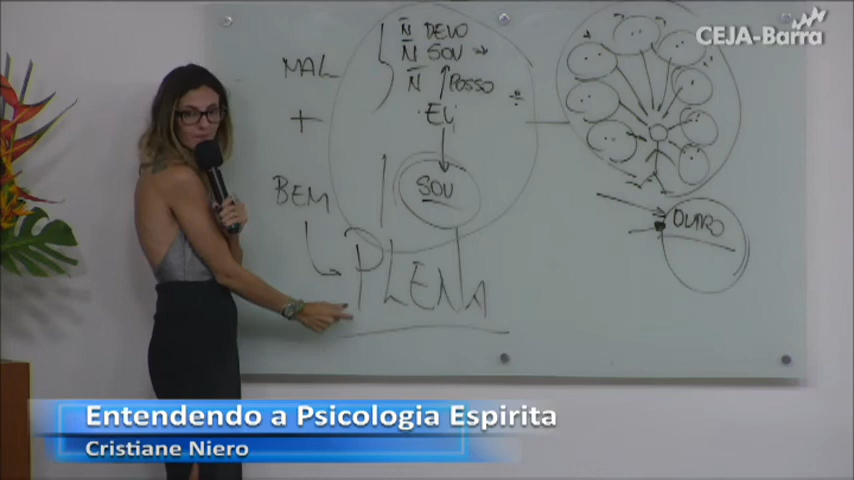 CEJA-Barra
MAL
+
BEM
Ñ DEVO
Ñ SOU
Ñ POSSO
÷
EU
SOU
PLENA
OUTRO
Entendendo a Psicologia Espirita
Cristiane Niero